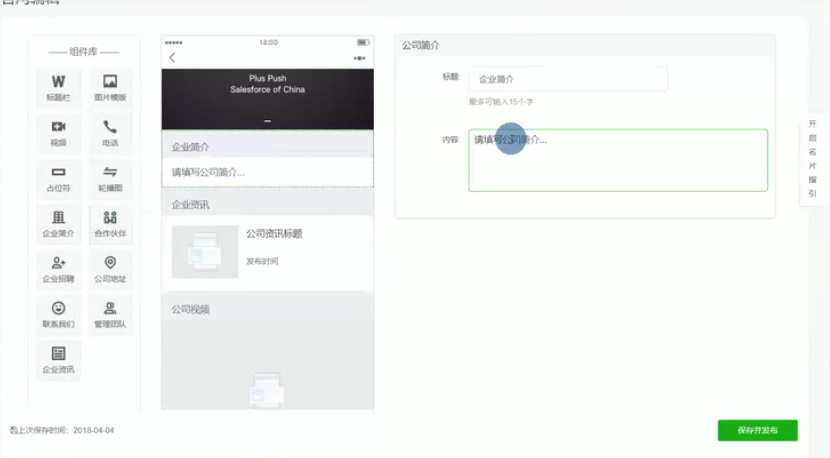 官网编辑
组件库
W
标题栏
图片模版
视频
电话
占位符
轮播图
企业简介
合作伙伴
企业招聘
公司地址
联系我们
管理团队
企业资讯
18:00
Plus Push
Salesforce of China
企业简介
请填写公司简介...
企业资讯
公司资讯标题
发布时间
公司视频
公司简介
标题
企业简介
最多可输入15个字
内容
请填写公司简介...
开启名片指引
上次保存时间：2018-04-04
保存并发布